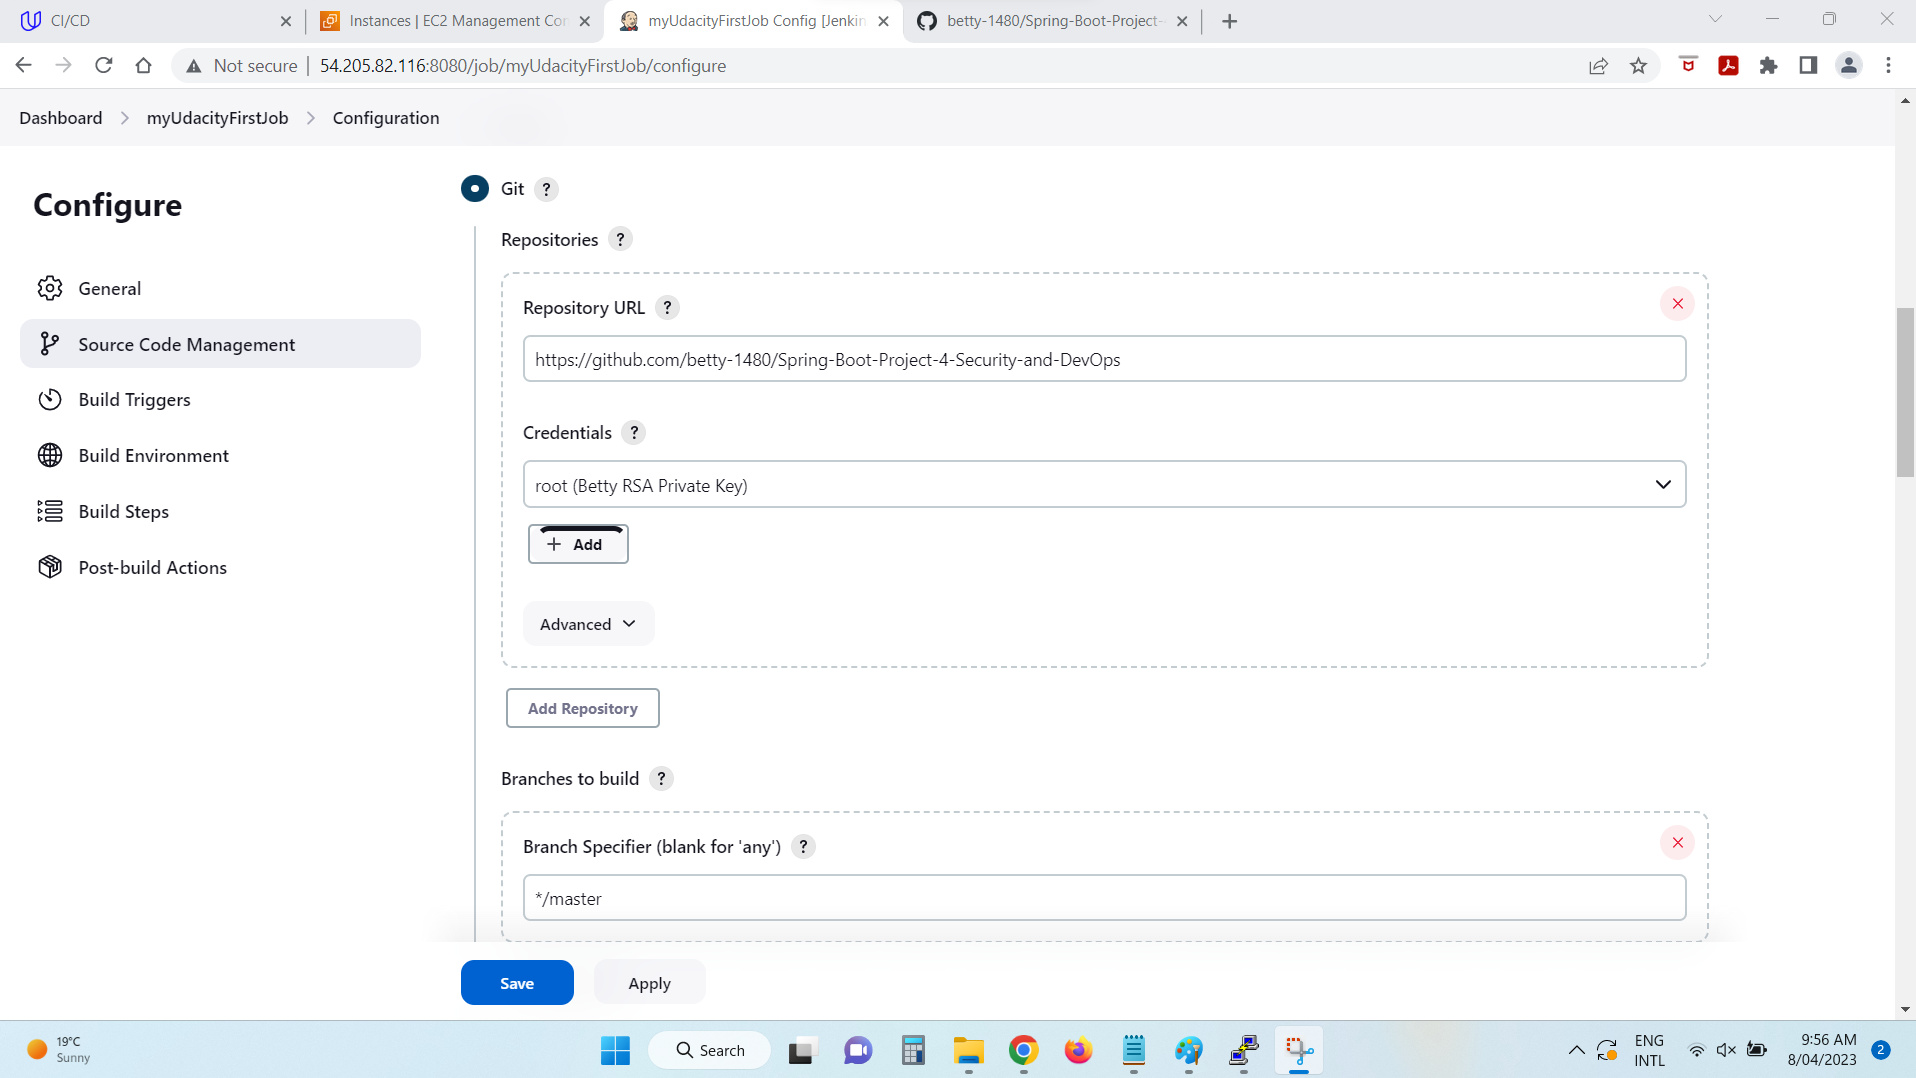 CI/CD
Instances | EC2 Management Con
myUdacityFirstJob Config [Jenkin
betty-1480/Spring-Boot-Project-
Not secure
54.205.82.116:8080/job/myUdacityFirstJob/configure
Dashboard
myUdacityFirstJob
Configuration
Configure
General
Source Code Management
Build Triggers
Build Environment
Build Steps
Post-build Actions
Git ?
Repositories ?
Repository URL ?
https://github.com/betty-1480/Spring-Boot-Project-4-Security-and-DevOps
Credentials ?
root (Betty RSA Private Key)
+ Add
Advanced
Add Repository
Branches to build ?
Branch Specifier (blank for 'any') ?
*/master
Save
Apply
19°C
Sunny
Search
ENG
INTL
9:56 AM
8/04/2023
2